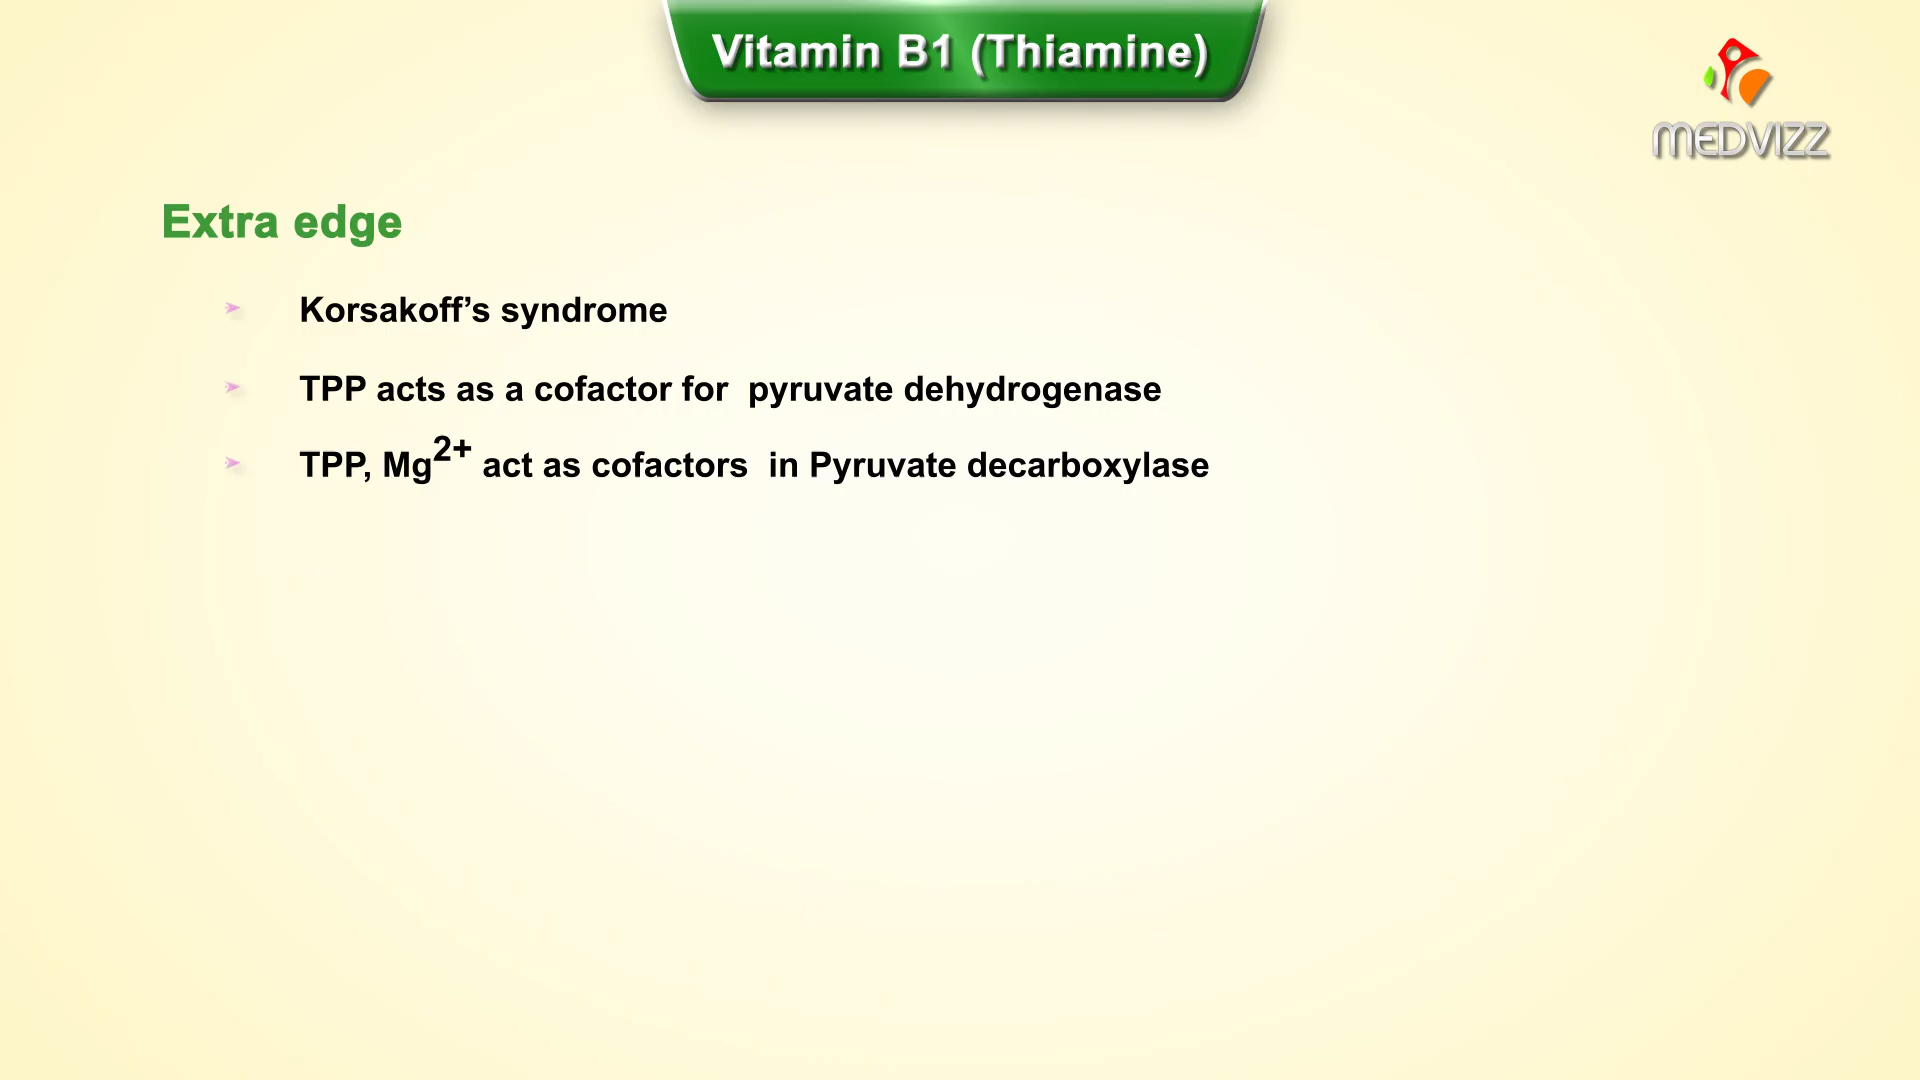 Vitamin B1 (Thiamine)
MEDVIZZ
Extra edge
Korsakoff’s syndrome
TPP acts as a cofactor for  pyruvate dehydrogenase
TPP, Mg2+ act as cofactors  in Pyruvate decarboxylase